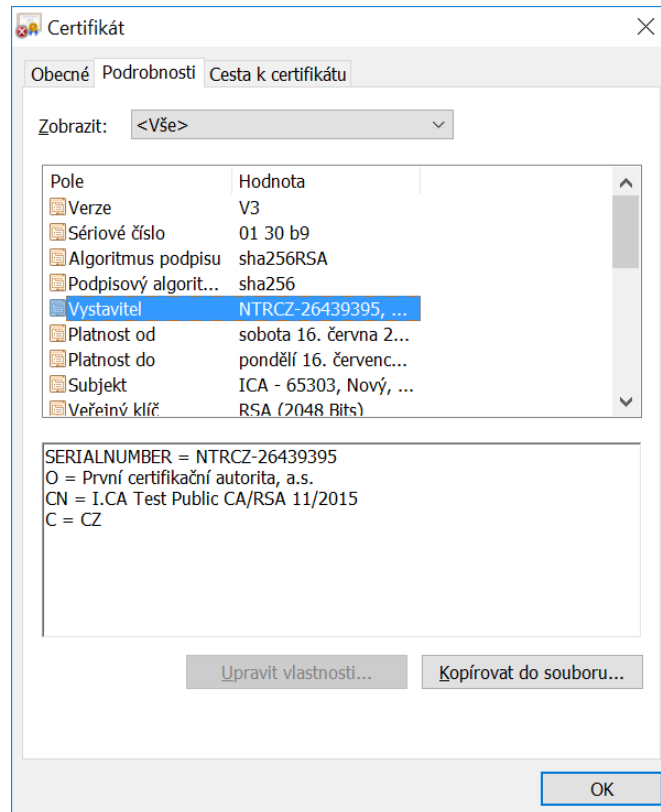 Certifikát
Obecné Podrobnosti Cesta k certifikátu
Zobrazit: <Vše>
Pole Hodnota
Verze V3
Sériové číslo 01 30 b9
Algoritmus podpisu sha256RSA
Podpisový algorit... sha256
Vystavitel NTRCZ-26439395, ...
Platnost od sobota 16. června 2...
Platnost do pondělí 16. červenc...
Subjekt ICA - 65303, Nový, ...
Veřejný klíč RSA (2048 Bits)
SERIALNUMBER = NTRCZ-26439395
O = První certifikační autorita, a.s.
CN = I.CA Test Public CA/RSA 11/2015
C = CZ
Upravit vlastnosti... Kopírovat do souboru...
OK